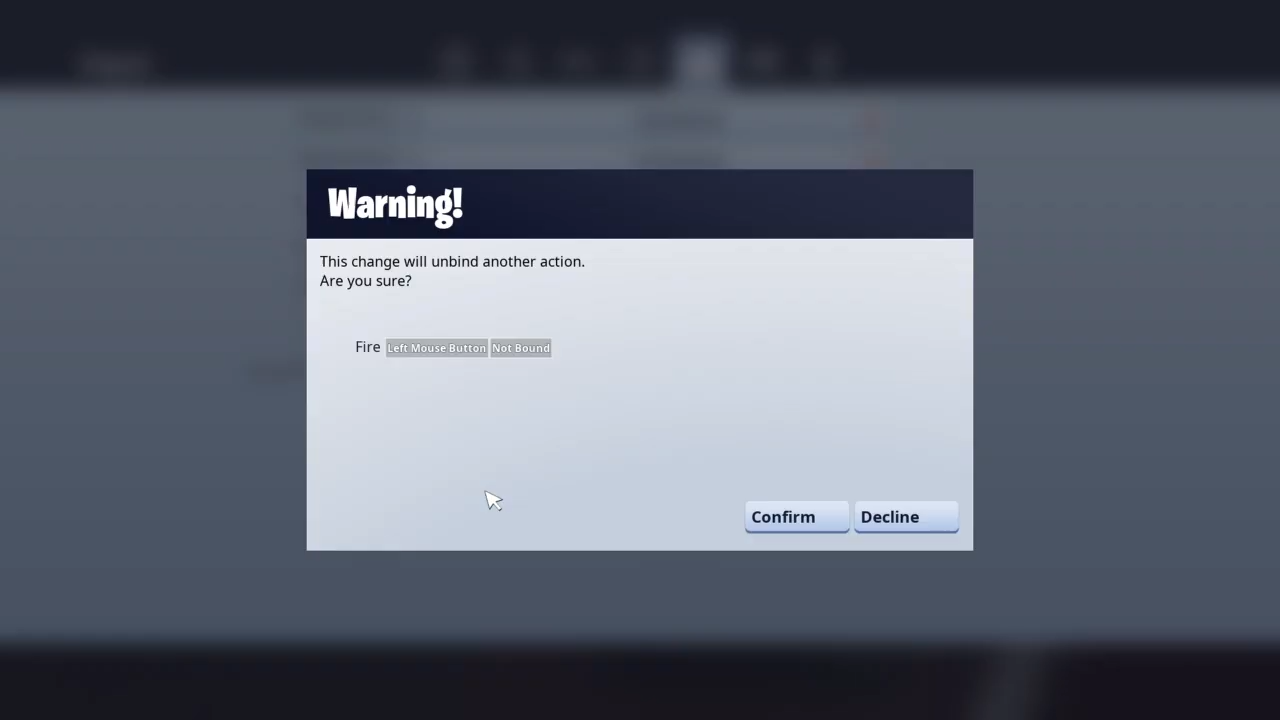 Warning!
This change will unbind another action.
Are you sure?
Fire Left Mouse Button Not Bound
Confirm Decline